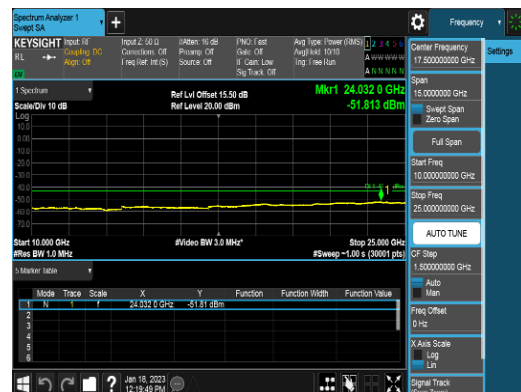 Spectrum Analyzer 1
Swept SA
+
Frequency
KEYSIGHT
RL
Input: RF
Coupling: DC
Align: Off
Input Z: 50 Ω
Corrections: Off
Freq Ref: Int (S)
#Atten: 16 dB
Preamp: Off
Source: Off
PNO: Fast
Gate: Off
IF Gain: Low
Sig Track: Off
Avg Type: Power (RMS)
Avg|Hold: 10/10
Trig: Free Run
1 2 3 4 5 6
A W W W W W
A N N N N N
Settings
1 Spectrum
Scale/Div 10 dB
Ref Lvl Offset 15.50 dB
Ref Level 20.00 dBm
Mkr1 24.032 0 GHz
-51.813 dBm
Log
10.0
0.00
-10.0
-20.0
-30.0
-40.0
-50.0
-60.0
-70.0
1
Start 10.000 GHz
#Res BW 1.0 MHz
#Video BW 3.0 MHz*
Stop 25.000 GHz
#Sweep ~1.00 s (30001 pts)
5 Marker Table
Mode Trace Scale X Y Function Function Width Function Value
1 N 1 f 24.032 0 GHz -51.81 dBm
2
3
4
5
6
Center Frequency
17.500000000 GHz
Span
15.0000000 GHz
Swept Span
Zero Span
Full Span
Start Freq
10.000000000 GHz
Stop Freq
25.000000000 GHz
AUTO TUNE
CF Step
1.500000000 GHz
Auto
Man
Freq Offset
0 Hz
X Axis Scale
Log
Lin
Signal Track
?
Jan 18, 2023
12:19:49 PM